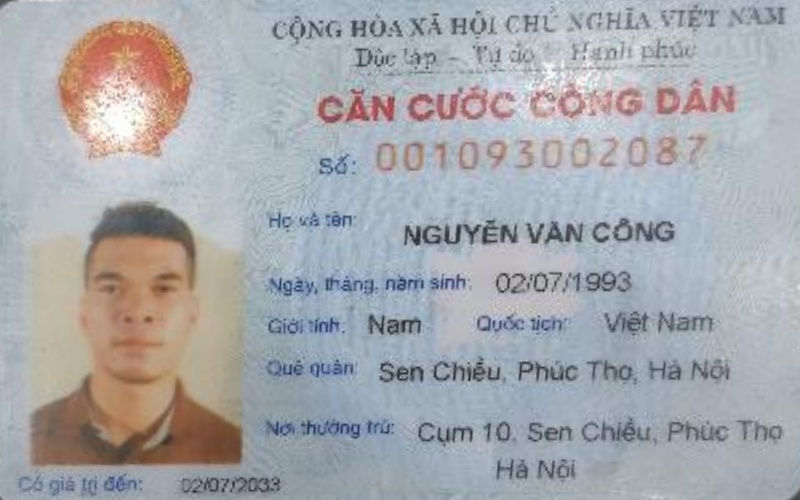 CỘNG HÒA XÃ HỘI CHỦ NGHĨA VIỆT NAM
Độc lập - Tự do - Hạnh phúc
CĂN CƯỚC CÔNG DÂN
Số: 001093002087
Họ và tên: NGUYỄN VĂN CÔNG
Ngày, tháng, năm sinh: 02/07/1993
Giới tính: Nam Quốc tịch: Việt Nam
Quê quán: Sen Chiểu, Phúc Thọ, Hà Nội
Nơi thường trú: Cụm 10. Sen Chiểu, Phúc Thọ
Hà Nội
Có giá trị đến: 02/07/2033